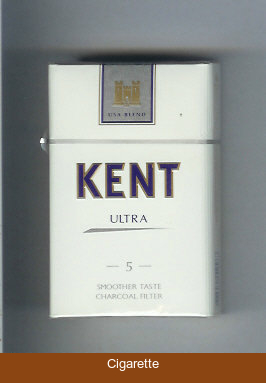 USA BLEND
KENT
ULTRA
— 5 —
SMOOTHER TASTE
CHARCOAL FILTER
Cigarette